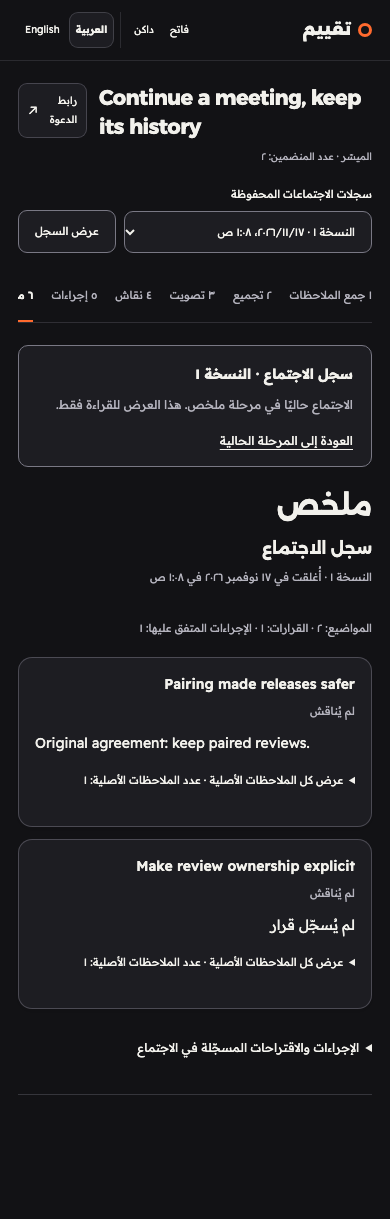 تقييم
فاتح
داكن
العربية
English
Continue a meeting, keep
its history
رابط
الدعوة
الميسّر · عدد المنضمين: ٢
سجلات الاجتماعات المحفوظة
النسخة ١ · ٢٠٢٦/١١/١٧، ١:٠٨ ص
عرض السجل
١ جمع الملاحظات
٢ تجميع
٣ تصويت
٤ نقاش
٥ إجراءات
٦ م
سجل الاجتماع · النسخة ١
الاجتماع حاليًا في مرحلة ملخص. هذا العرض للقراءة فقط.
العودة إلى المرحلة الحالية
ملخص
سجل الاجتماع
النسخة ١ · أُغلقت في ١٧ نوفمبر ٢٠٢٦ في ١:٠٨ ص
المواضيع: ٢ · القرارات: ١ · الإجراءات المتفق عليها: ١
Pairing made releases safer
لم يُناقش
Original agreement: keep paired reviews.
عرض كل الملاحظات الأصلية · عدد الملاحظات الأصلية: ١
Make review ownership explicit
لم يُناقش
لم يُسجّل قرار
عرض كل الملاحظات الأصلية · عدد الملاحظات الأصلية: ١
الإجراءات والاقتراحات المسجّلة في الاجتماع